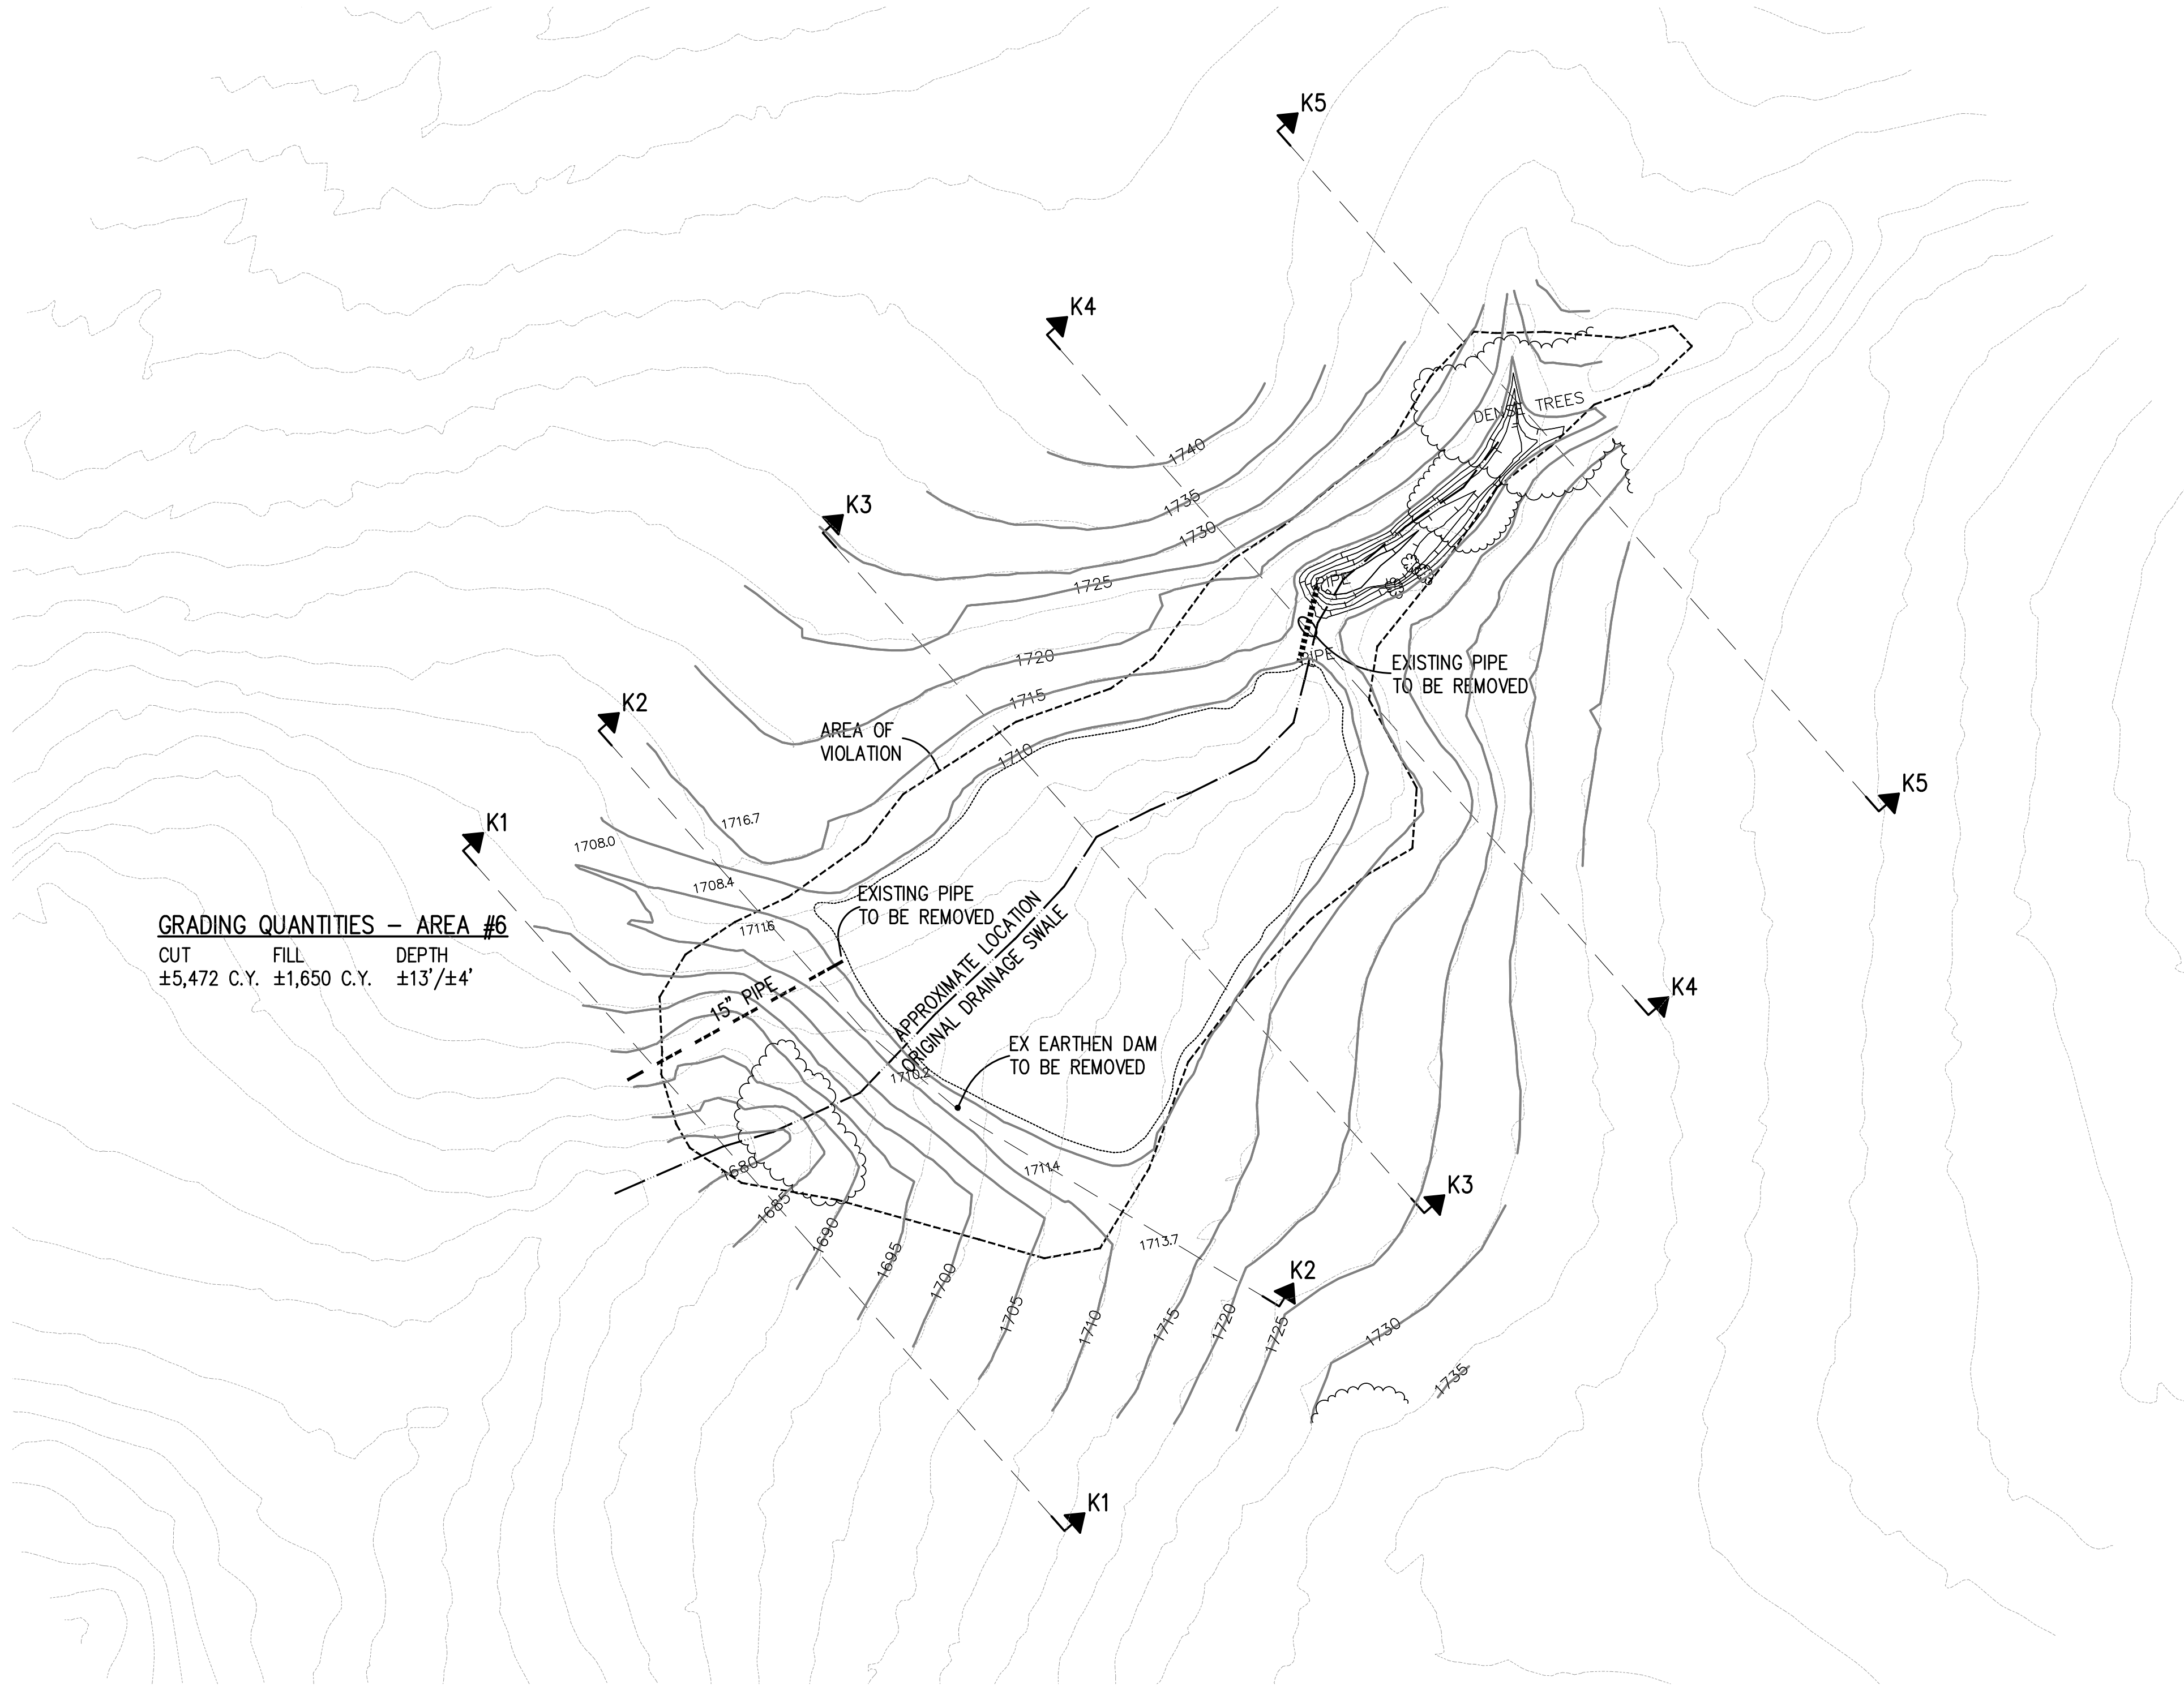 K5
K4
K3
K2
K1
DENSE TREES
1740
1735
1730
1725
1720
1715
1710
PIPE
PIPE
EXISTING PIPE
TO BE REMOVED
AREA OF
VIOLATION
1716.7
1708.0
1708.4
1711.6
EXISTING PIPE
TO BE REMOVED
GRADING QUANTITIES – AREA #6
CUT FILL DEPTH
±5,472 C.Y. ±1,650 C.Y. ±13'/±4'
15" PIPE
APPROXIMATE LOCATION
ORIGINAL DRAINAGE SWALE
EX EARTHEN DAM
TO BE REMOVED
1710.2
1711.4
1713.7
1680
1685
1690
1695
1700
1705
1710
1715
1720
1725
1730
1735
K5
K4
K3
K2
K1